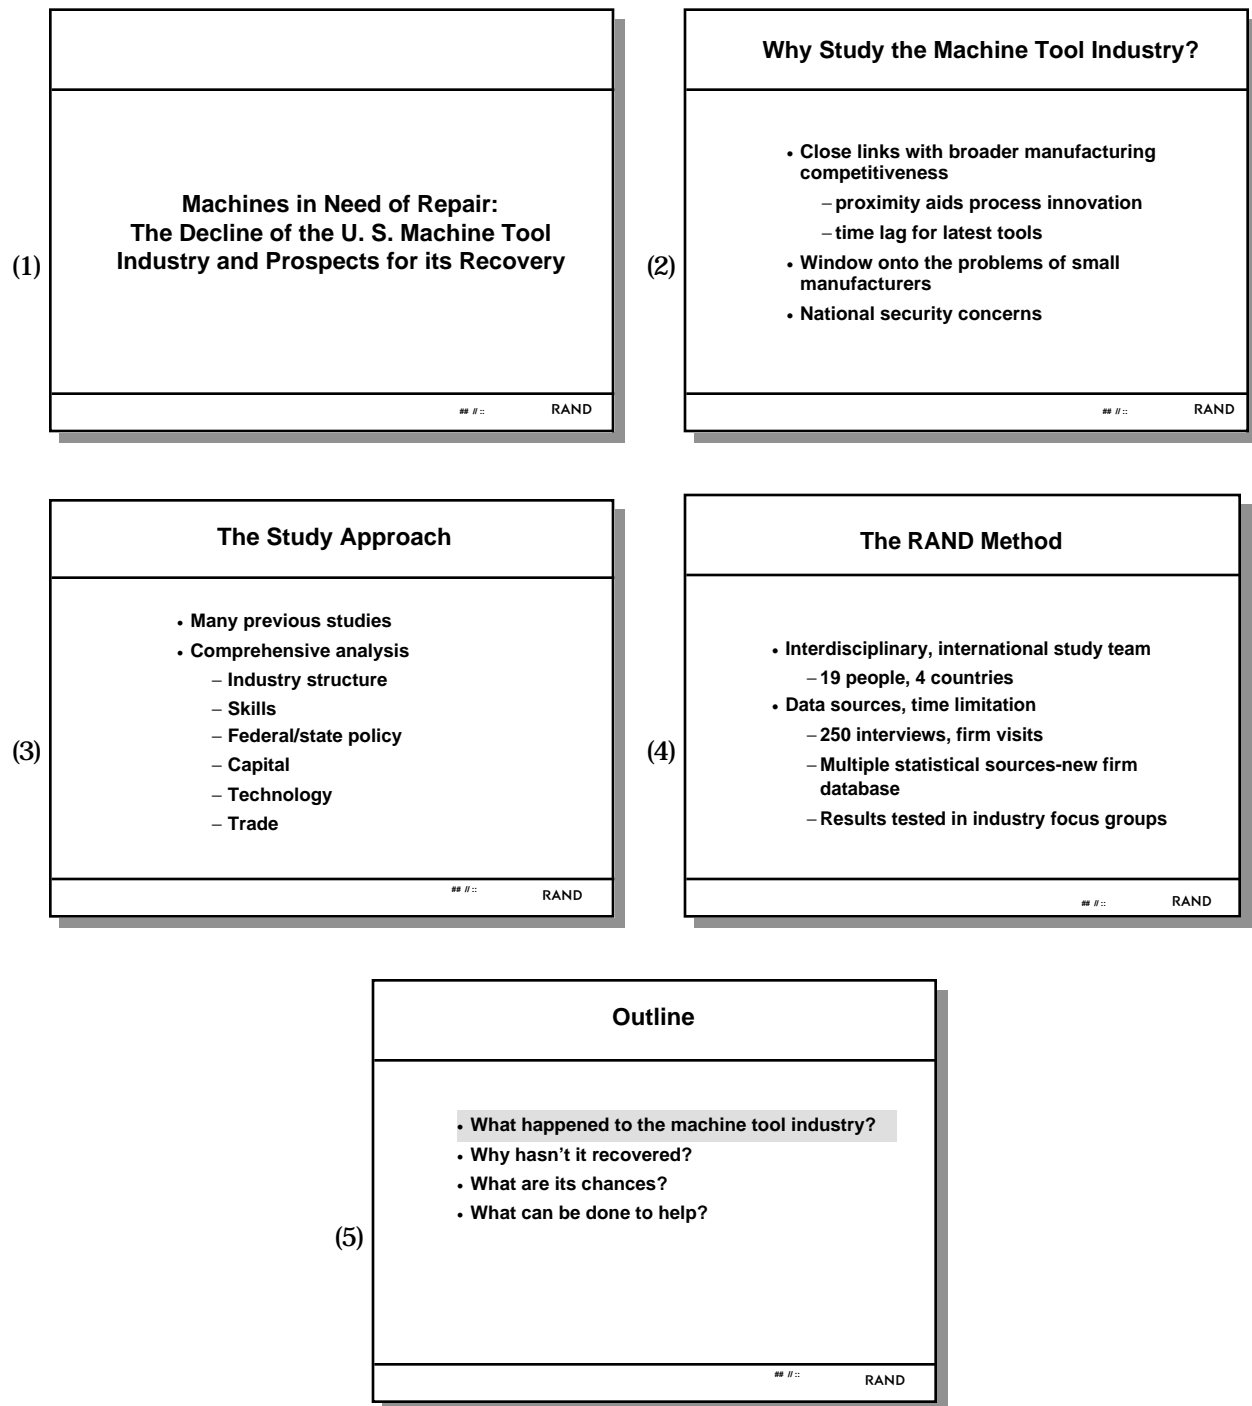 Machines in Need of Repair:
The Decline of the U. S. Machine Tool
Industry and Prospects for its Recovery
(1)
## // ::
RAND
Why Study the Machine Tool Industry?
• Close links with broader manufacturing
competitiveness
– proximity aids process innovation
– time lag for latest tools
• Window onto the problems of small
manufacturers
• National security concerns
(2)
## // ::
RAND
The Study Approach
• Many previous studies
• Comprehensive analysis
– Industry structure
– Skills
– Federal/state policy
– Capital
– Technology
– Trade
(3)
## // ::
RAND
The RAND Method
• Interdisciplinary, international study team
– 19 people, 4 countries
• Data sources, time limitation
– 250 interviews, firm visits
– Multiple statistical sources-new firm
database
– Results tested in industry focus groups
(4)
## // ::
RAND
Outline
• What happened to the machine tool industry?
• Why hasn't it recovered?
• What are its chances?
• What can be done to help?
(5)
## // ::
RAND